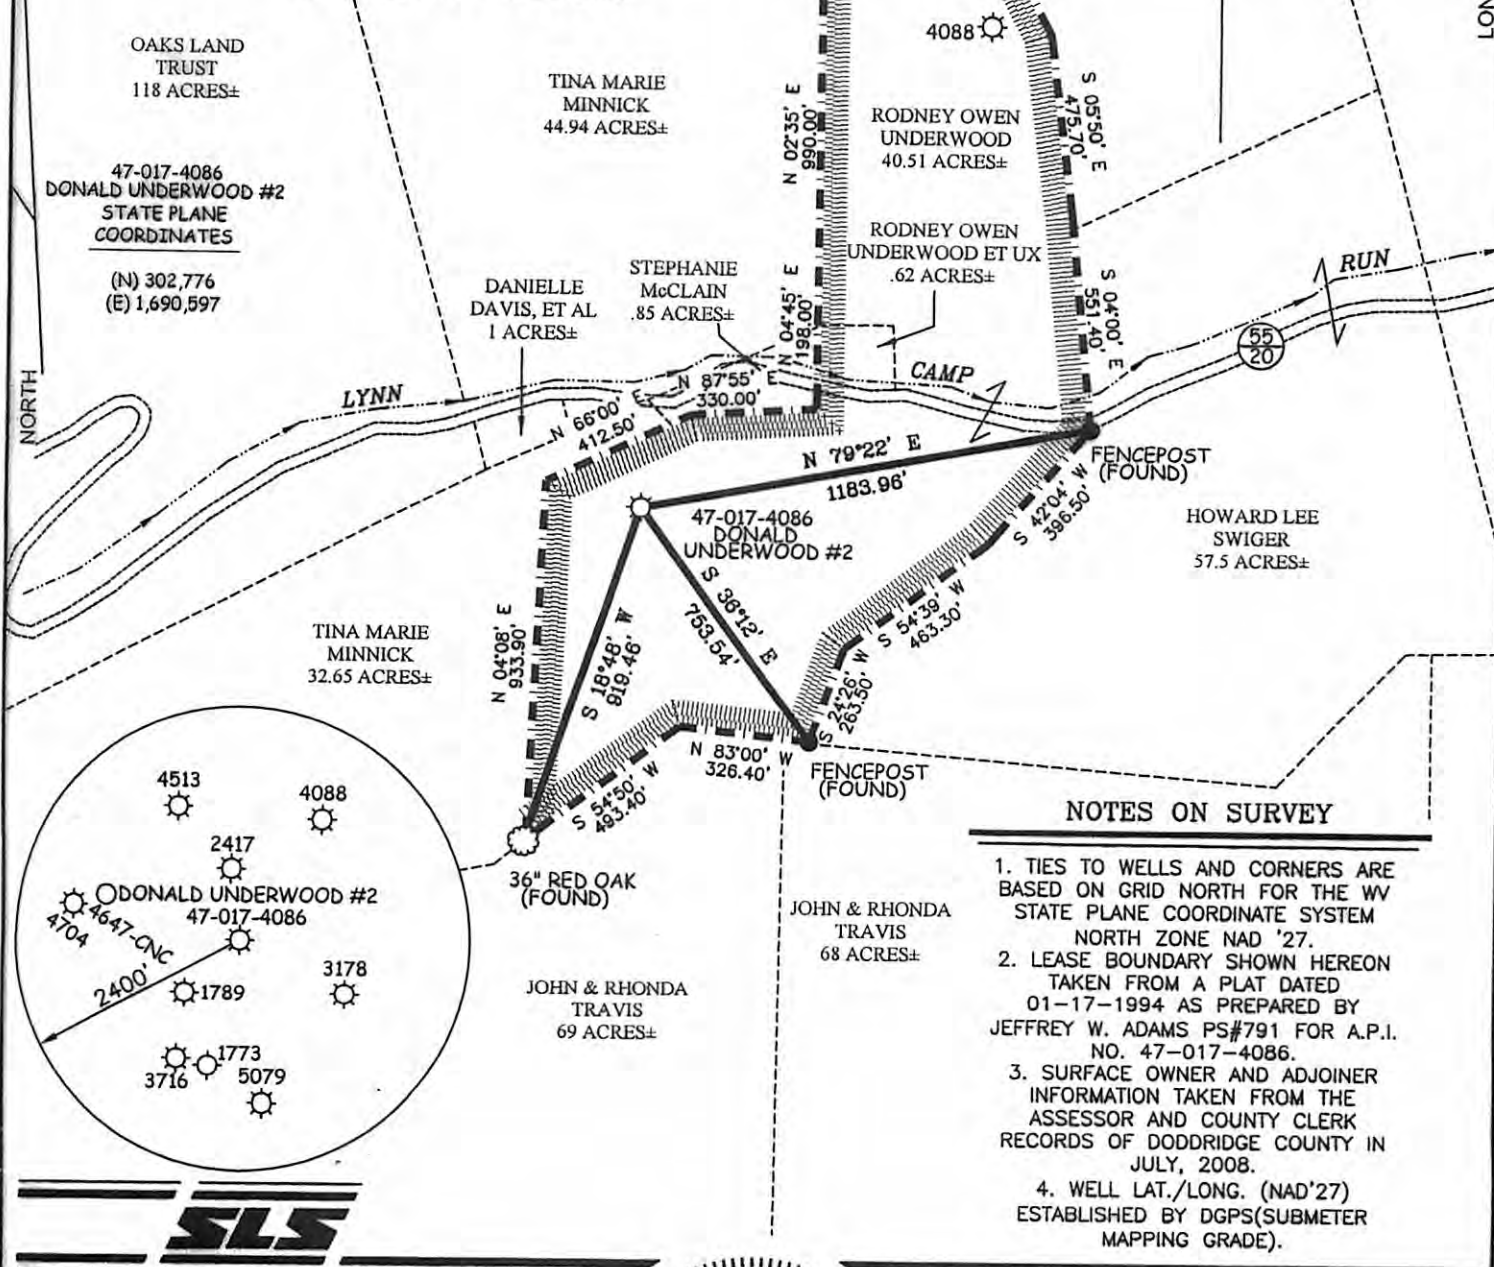 OAKS LAND
TRUST
118 ACRES±
47-017-4086
DONALD UNDERWOOD #2
STATE PLANE
COORDINATES
(N) 302,776
(E) 1,690,597
TINA MARIE
MINNICK
44.94 ACRES±
4088
LON
RODNEY OWEN
UNDERWOOD
40.51 ACRES±
N 02°35' E
990.00'
S 05°50' E
475.70'
RODNEY OWEN
UNDERWOOD ET UX
.62 ACRES±
STEPHANIE
McCLAIN
.85 ACRES±
DANIELLE
DAVIS, ET AL
1 ACRES±
N 04°45' E
198.00'
S 04°00' E
551.40'
RUN
55
20
CAMP
LYNN
NORTH
N 87°55' E
330.00'
N 66°00' E
412.50'
N 79°22' E
1183.96'
FENCEPOST
(FOUND)
47-017-4086
DONALD
UNDERWOOD #2
S 42°04' W
396.50'
HOWARD LEE
SWIGER
57.5 ACRES±
S 36°12' E
753.54'
S 54°39' W
463.30'
TINA MARIE
MINNICK
32.65 ACRES±
N 04°08' E
933.90'
S 18°48' W
919.46'
S 24°26' W
263.50'
N 83°00' W
326.40'
FENCEPOST
(FOUND)
S 54°50' W
493.40'
36" RED OAK
(FOUND)
4513
4088
2417
DONALD UNDERWOOD #2
47-017-4086
4647-CNC
4704
2400'
1789
3178
1773
3716
5079
JOHN & RHONDA
TRAVIS
68 ACRES±
JOHN & RHONDA
TRAVIS
69 ACRES±
NOTES ON SURVEY
1. TIES TO WELLS AND CORNERS ARE
BASED ON GRID NORTH FOR THE WV
STATE PLANE COORDINATE SYSTEM
NORTH ZONE NAD '27.
2. LEASE BOUNDARY SHOWN HEREON
TAKEN FROM A PLAT DATED
01-17-1994 AS PREPARED BY
JEFFREY W. ADAMS PS#791 FOR A.P.I.
NO. 47-017-4086.
3. SURFACE OWNER AND ADJOINER
INFORMATION TAKEN FROM THE
ASSESSOR AND COUNTY CLERK
RECORDS OF DODDRIDGE COUNTY IN
JULY, 2008.
4. WELL LAT./LONG. (NAD'27)
ESTABLISHED BY DGPS(SUBMETER
MAPPING GRADE).
SLS